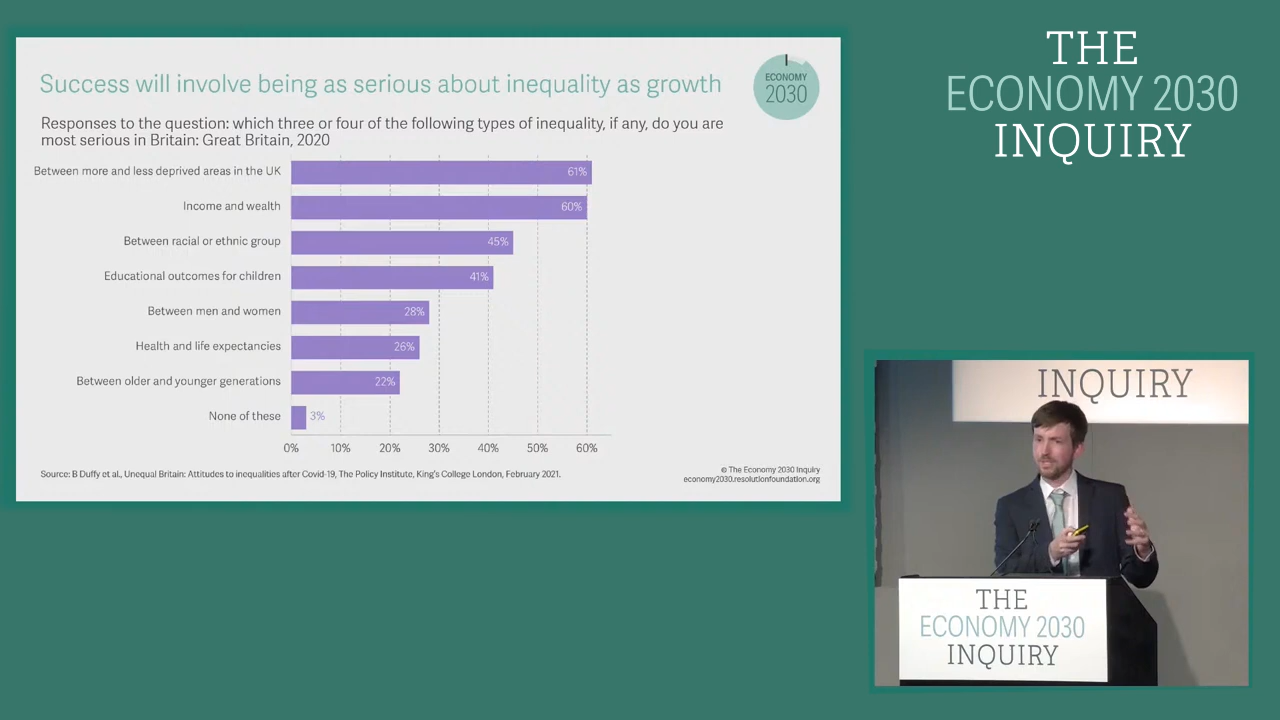 Success will involve being as serious about inequality as growth
ECONOMY
2030
Responses to the question: which three or four of the following types of inequality, if any, do you are
most serious in Britain: Great Britain, 2020
Between more and less deprived areas in the UK
61%
Income and wealth
60%
Between racial or ethnic group
45%
Educational outcomes for children
41%
Between men and women
28%
Health and life expectancies
26%
Between older and younger generations
22%
None of these
3%
0% 10% 20% 30% 40% 50% 60%
Source: B Duffy et al., Unequal Britain: Attitudes to inequalities after Covid-19, The Policy Institute, King's College London, February 2021.
© The Economy 2030 Inquiry
economy2030.resolutionfoundation.org
THE
ECONOMY 2030
INQUIRY
INQUIRY
THE
ECONOMY 2030
INQUIRY